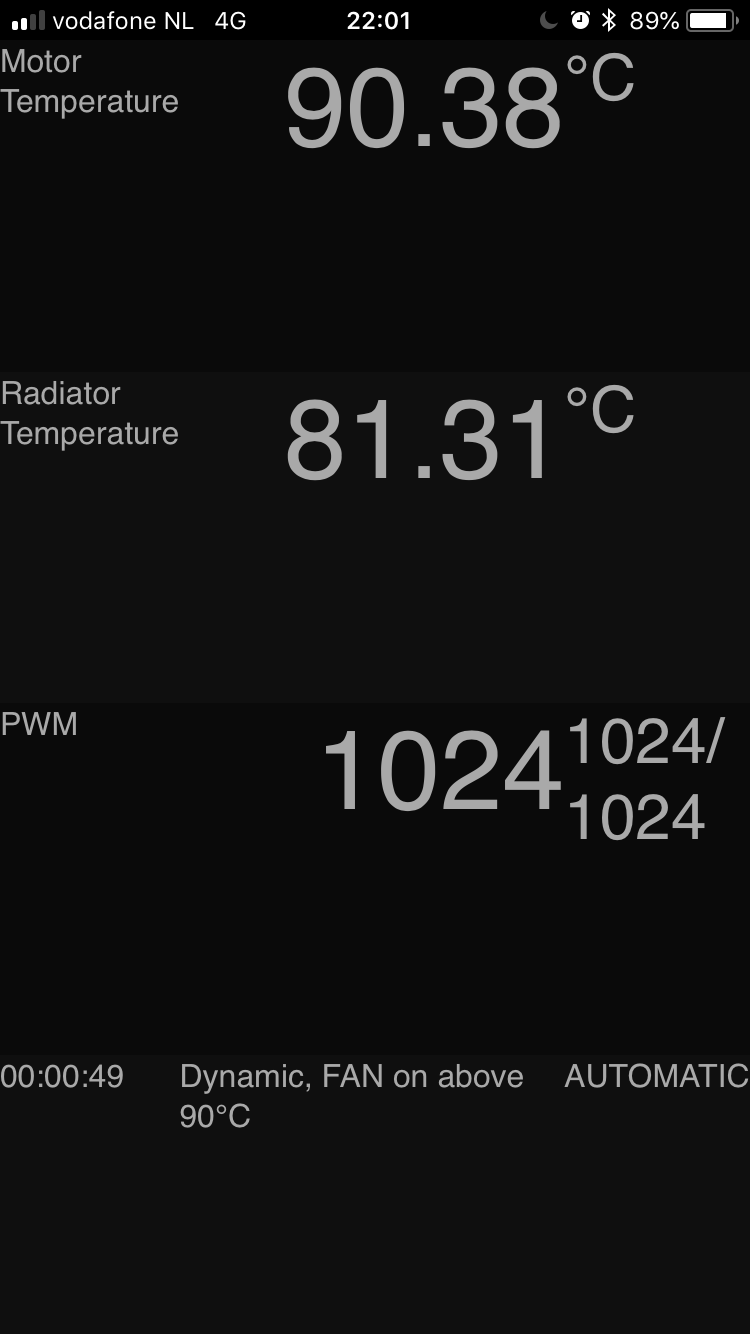 vodafone NL 4G 22:01 89%
Motor
Temperature
90.38°C
Radiator
Temperature
81.31°C
PWM
1024
1024/
1024
00:00:49
Dynamic, FAN on above
90°C
AUTOMATIC